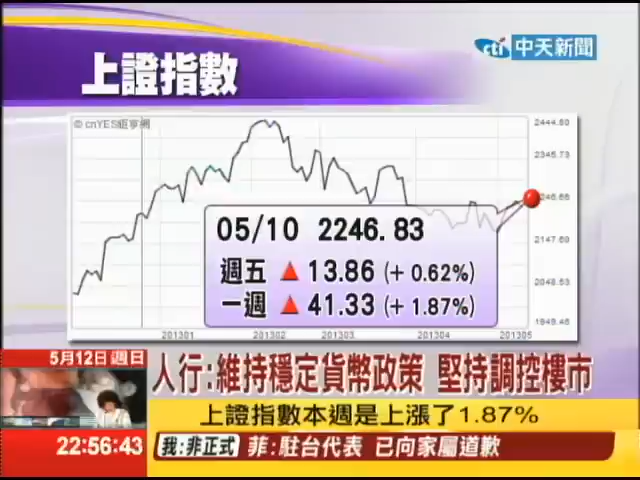 cti 中天新聞
上證指數
© cnYES鉅亨網
2444.60
2345.73
2246.66
2147.60
2048.53
1949.46
05/10 2246.83
週五 ▲ 13.86 (+ 0.62%)
一週 ▲ 41.33 (+ 1.87%)
201301 201302 201303 201304 201305
5月12日 週日
人行:維持穩定貨幣政策 堅持調控樓市
上證指數本週是上漲了1.87%
22:56:43
我:非正式 菲:駐台代表 已向家屬道歉